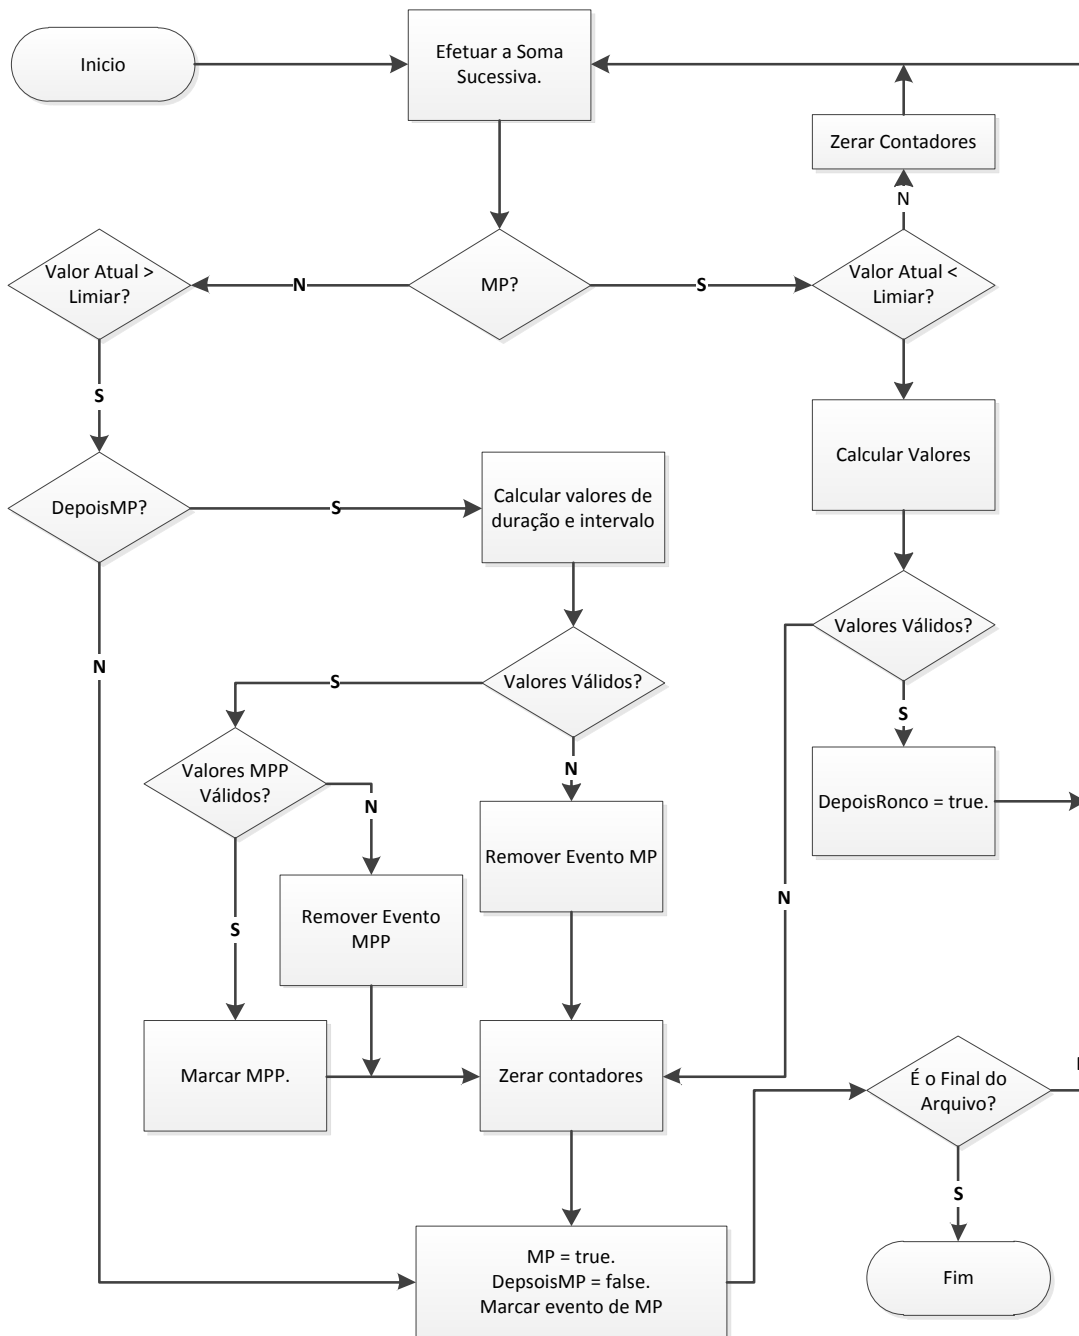 Inicio
Efetuar a Soma
Sucessiva.
Zerar Contadores
N
Valor Atual >
Limiar?
N
MP?
S
Valor Atual <
Limiar?
S
Calcular Valores
DepoisMP?
S
Calcular valores de
duração e intervalo
Valores Válidos?
N
S
Valores Válidos?
S
Valores MPP
Válidos?
N
N
DepoisRonco = true.
Remover Evento MP
N
Remover Evento
MPP
S
Marcar MPP.
Zerar contadores
É o Final do
Arquivo?
S
MP = true.
DepsoisMP = false.
Marcar evento de MP
Fim